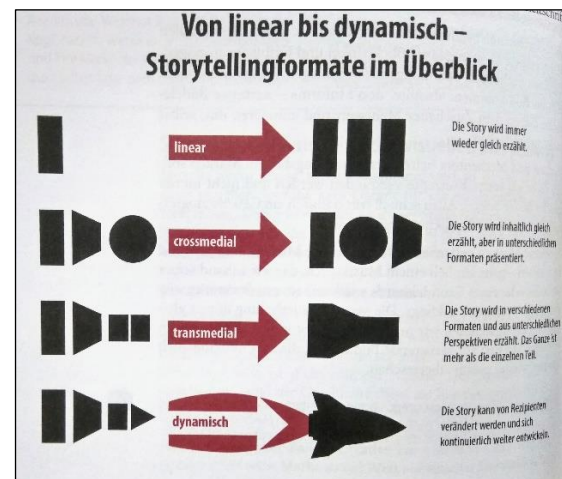 Von linear bis dynamisch –
Storytellingformate im Überblick
linear
Die Story wird immer
wieder gleich erzählt.
crossmedial
Die Story wird inhaltlich gleich
erzählt, aber in unterschiedlichen
Formaten präsentiert.
transmedial
Die Story wird in verschiedenen
Formaten und aus unterschiedlichen
Perspektiven erzählt. Das Ganze ist
mehr als die einzelnen Teil.
dynamisch
Die Story kann von Rezipienten
verändert werden und sich
kontinuierlich weiter entwickeln.